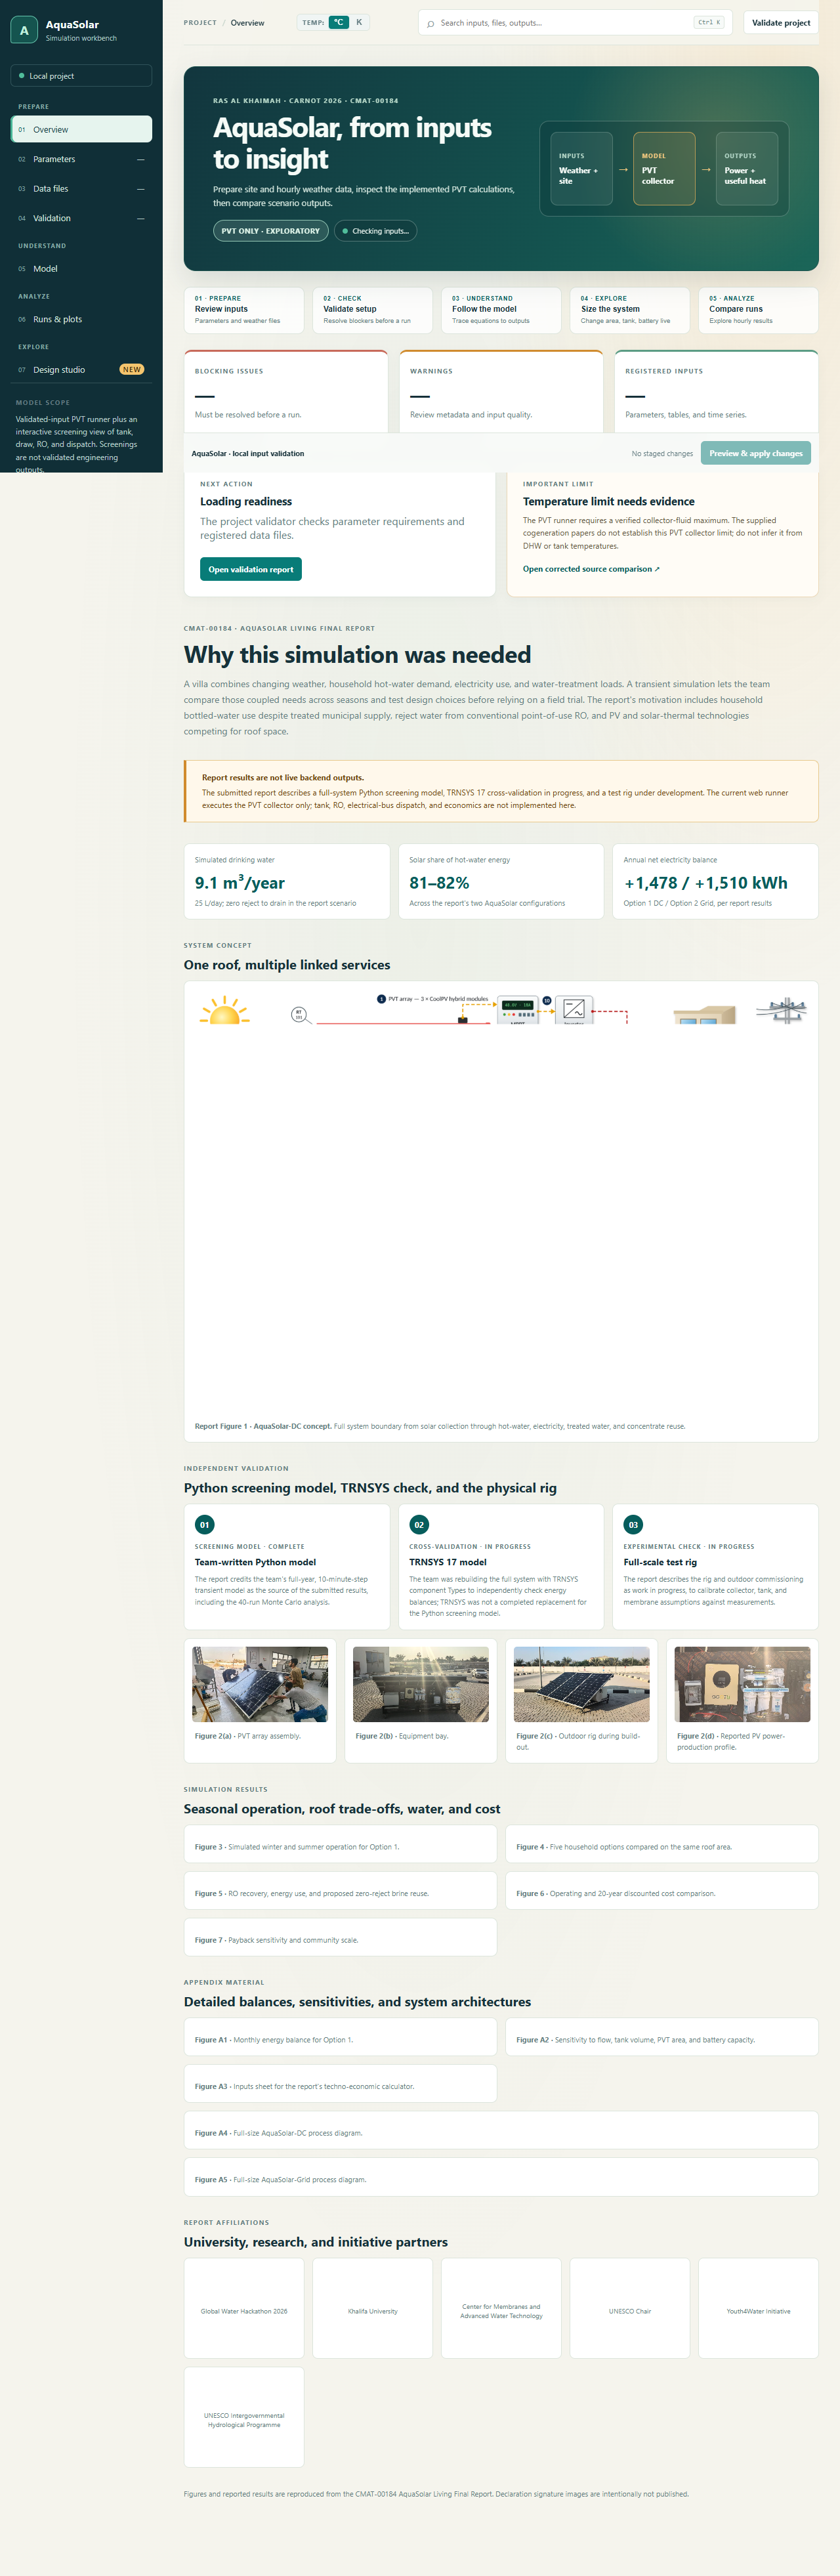 A
AquaSolar
Simulation workbench
Local project
PREPARE
01 Overview
02 Parameters —
03 Data files —
04 Validation —
UNDERSTAND
05 Model
ANALYZE
06 Runs & plots
EXPLORE
07 Design studio NEW
MODEL SCOPE
Validated-input PVT runner plus an
interactive screening view of tank,
draw, RO, and dispatch. Screenings
are not validated engineering
outputs.
PROJECT / Overview
TEMP: °C K
Search inputs, files, outputs... Ctrl K
Validate project
RAS AL KHAIMAH · CARNOT 2026 · CMAT-00184
AquaSolar, from inputs
to insight
Prepare site and hourly weather data, inspect the implemented PVT calculations,
then compare scenario outputs.
PVT ONLY · EXPLORATORY
Checking inputs...
INPUTS
Weather +
site
→
MODEL
PVT
collector
→
OUTPUTS
Power +
useful heat
01 · PREPARE
Review inputs
Parameters and weather files
02 · CHECK
Validate setup
Resolve blockers before a run
03 · UNDERSTAND
Follow the model
Trace equations to outputs
04 · EXPLORE
Size the system
Change area, tank, battery live
05 · ANALYZE
Compare runs
Explore hourly results
BLOCKING ISSUES
—
Must be resolved before a run.
WARNINGS
—
Review metadata and input quality.
REGISTERED INPUTS
—
Parameters, tables, and time series.
AquaSolar · local input validation
No staged changes
Preview & apply changes
NEXT ACTION
Loading readiness
The project validator checks parameter requirements and
registered data files.
Open validation report
IMPORTANT LIMIT
Temperature limit needs evidence
The PVT runner requires a verified collector-fluid maximum. The supplied
cogeneration papers do not establish this PVT collector limit; do not infer it from
DHW or tank temperatures.
Open corrected source comparison ↗
CMAT-00184 · AQUASOLAR LIVING FINAL REPORT
Why this simulation was needed
A villa combines changing weather, household hot-water demand, electricity use, and water-treatment loads. A transient simulation lets the team
compare those coupled needs across seasons and test design choices before relying on a field trial. The report's motivation includes household
bottled-water use despite treated municipal supply, reject water from conventional point-of-use RO, and PV and solar-thermal technologies
competing for roof space.
Report results are not live backend outputs.
The submitted report describes a full-system Python screening model, TRNSYS 17 cross-validation in progress, and a test rig under development. The current web runner
executes the PVT collector only; tank, RO, electrical-bus dispatch, and economics are not implemented here.
Simulated drinking water
9.1 m³/year
25 L/day; zero reject to drain in the report scenario
Solar share of hot-water energy
81–82%
Across the report's two AquaSolar configurations
Annual net electricity balance
+1,478 / +1,510 kWh
Option 1 DC / Option 2 Grid, per report results
SYSTEM CONCEPT
One roof, multiple linked services
1 PVT array — 3 × CoolPV hybrid modules
10
Report Figure 1 · AquaSolar-DC concept. Full system boundary from solar collection through hot-water, electricity, treated water, and concentrate reuse.
INDEPENDENT VALIDATION
Python screening model, TRNSYS check, and the physical rig
01
SCREENING MODEL · COMPLETE
Team-written Python model
The report credits the team's full-year, 10-minute-step
transient model as the source of the submitted results,
including the 40-run Monte Carlo analysis.
02
CROSS-VALIDATION · IN PROGRESS
TRNSYS 17 model
The team was rebuilding the full system with TRNSYS
component Types to independently check energy
balances; TRNSYS was not a completed replacement for
the Python screening model.
03
EXPERIMENTAL CHECK · IN PROGRESS
Full-scale test rig
The report describes the rig and outdoor commissioning
as work in progress, to calibrate collector, tank, and
membrane assumptions against measurements.
Figure 2(a) · PVT array assembly.
Figure 2(b) · Equipment bay.
Figure 2(c) · Outdoor rig during build-
out.
Figure 2(d) · Reported PV power-
production profile.
SIMULATION RESULTS
Seasonal operation, roof trade-offs, water, and cost
Figure 3 · Simulated winter and summer operation for Option 1.
Figure 4 · Five household options compared on the same roof area.
Figure 5 · RO recovery, energy use, and proposed zero-reject brine reuse.
Figure 6 · Operating and 20-year discounted cost comparison.
Figure 7 · Payback sensitivity and community scale.
APPENDIX MATERIAL
Detailed balances, sensitivities, and system architectures
Figure A1 · Monthly energy balance for Option 1.
Figure A2 · Sensitivity to flow, tank volume, PVT area, and battery capacity.
Figure A3 · Inputs sheet for the report's techno-economic calculator.
Figure A4 · Full-size AquaSolar-DC process diagram.
Figure A5 · Full-size AquaSolar-Grid process diagram.
REPORT AFFILIATIONS
University, research, and initiative partners
Global Water Hackathon 2026
Khalifa University
Center for Membranes and
Advanced Water Technology
UNESCO Chair
Youth4Water Initiative
UNESCO Intergovernmental
Hydrological Programme
Figures and reported results are reproduced from the CMAT-00184 AquaSolar Living Final Report. Declaration signature images are intentionally not published.